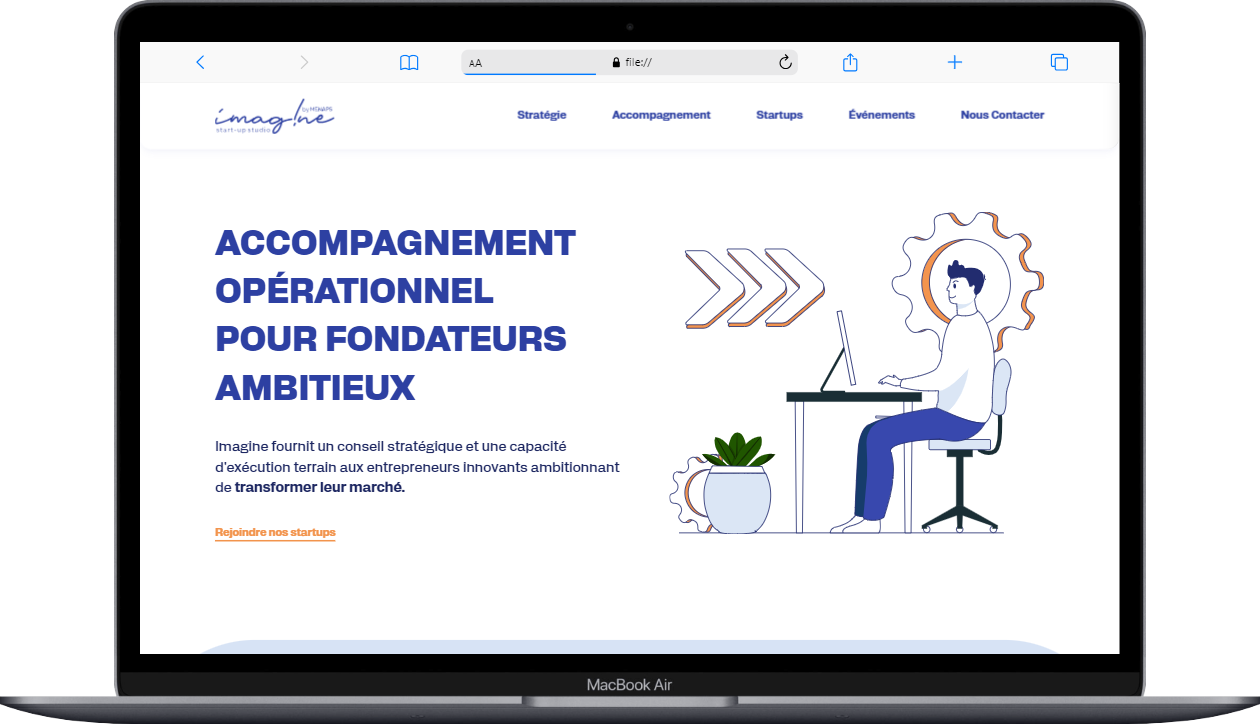 AA
file://
imag!ne
by MENAPS
start-up studio
Stratégie
Accompagnement
Startups
Événements
Nous Contacter
ACCOMPAGNEMENT
OPÉRATIONNEL
POUR FONDATEURS
AMBITIEUX
Imagine fournit un conseil stratégique et une capacité
d'exécution terrain aux entrepreneurs innovants ambitionnant
de transformer leur marché.
Rejoindre nos startups
MacBook Air